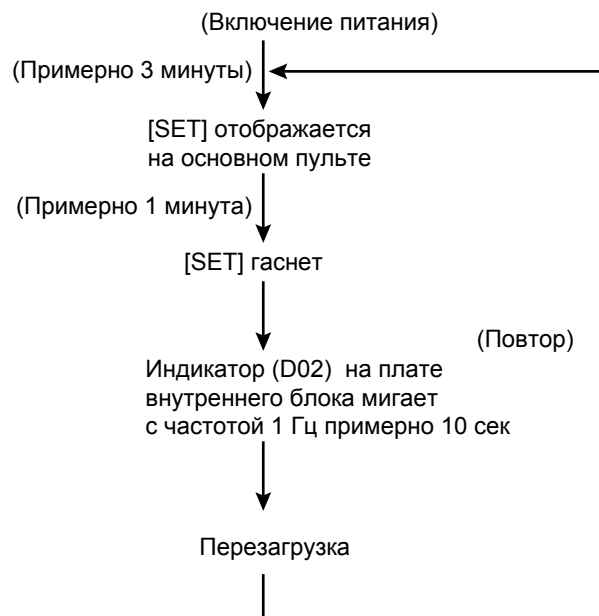 (Включение питания)
(Примерно 3 минуты)
[SET] отображается
на основном пульте
(Примерно 1 минута)
[SET] гаснет
(Повтор)
Индикатор (D02) на плате
внутреннего блока мигает
с частотой 1 Гц примерно 10 сек
Перезагрузка